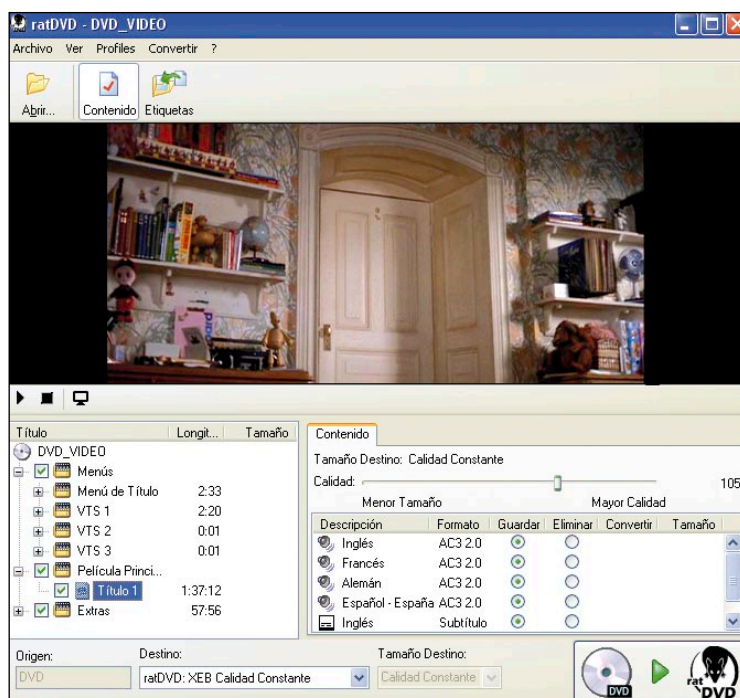 ratDVD - DVD_VIDEO
Archivo Ver Profiles Convertir ?
Abrir... Contenido Etiquetas
Título Longit... Tamaño
DVD_VIDEO
Menús
Menú de Título 2:33
VTS 1 2:20
VTS 2 0:01
VTS 3 0:01
Película Princi...
Título 1 1:37:12
Extras 57:56
Contenido
Tamaño Destino: Calidad Constante
Calidad: 105
Menor Tamaño Mayor Calidad
Descripción Formato Guardar Eliminar Convertir Tamaño
Inglés AC3 2.0
Francés AC3 2.0
Alemán AC3 2.0
Español - España AC3 2.0
Inglés Subtítulo
Origen: Destino: Tamaño Destino:
DVD ratDVD: XEB Calidad Constante Calidad Constante
DVD
rat DVD